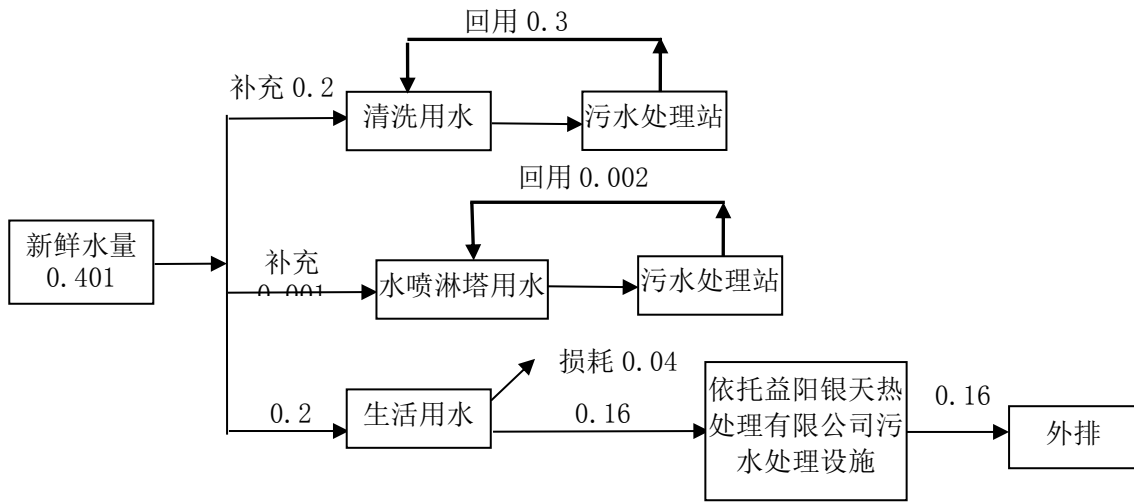 回用 0.3
补充 0.2
清洗用水
污水处理站
回用 0.002
新鲜水量
0.401
补充
0.001
水喷淋塔用水
污水处理站
损耗 0.04
0.2
生活用水
0.16
依托益阳银天热
处理有限公司污
水处理设施
0.16
外排